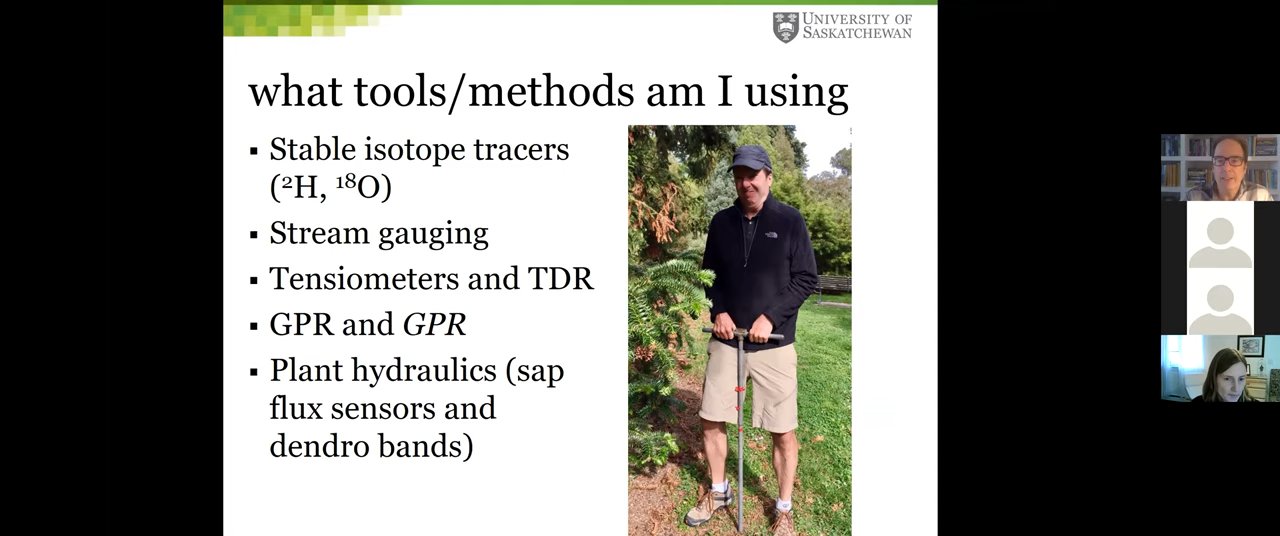 UNIVERSITY OF
SASKATCHEWAN
what tools/methods am I using
▪ Stable isotope tracers
(²H, ¹⁸O)
▪ Stream gauging
▪ Tensiometers and TDR
▪ GPR and GPR
▪ Plant hydraulics (sap
flux sensors and
dendro bands)